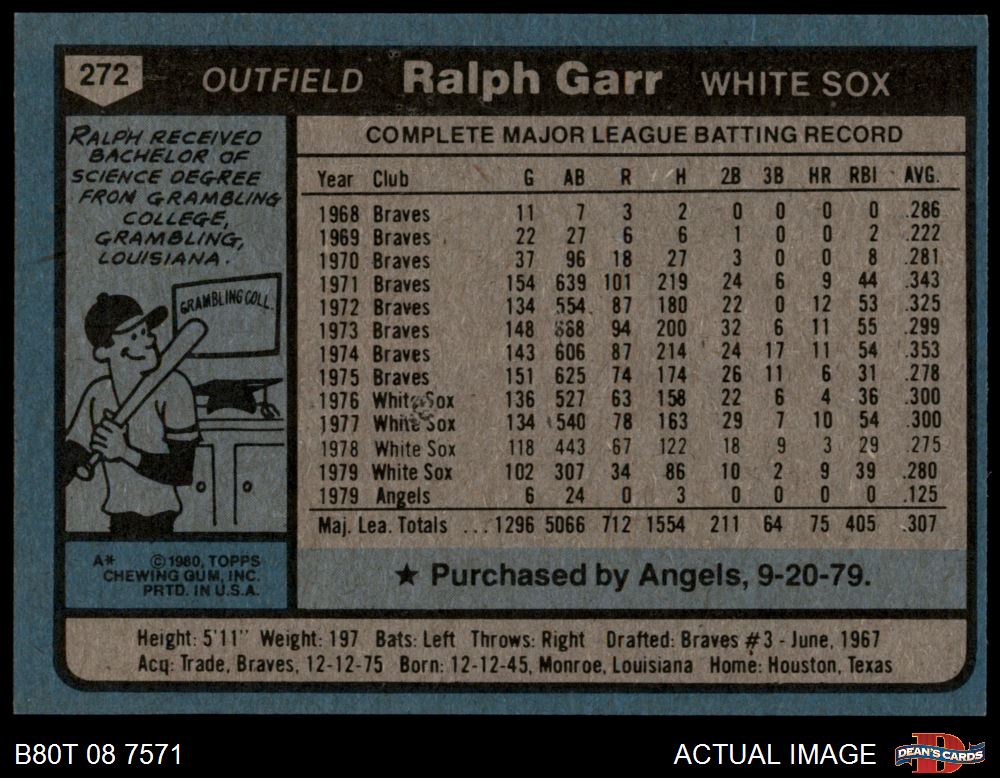 272 OUTFIELD Ralph Garr WHITE SOX
RALPH RECEIVED
BACHELOR OF
SCIENCE DEGREE
FROM GRAMBLING
COLLEGE,
GRAMBLING,
LOUISIANA.
GRAMBLING COLL.
A* ©1980, TOPPS
CHEWING GUM, INC.
PRTD. IN U.S.A.
COMPLETE MAJOR LEAGUE BATTING RECORD
Year Club G AB R H 2B 3B HR RBI AVG.
1968 Braves 11 7 3 2 0 0 0 0 .286
1969 Braves 22 27 6 6 1 0 0 2 .222
1970 Braves 37 96 18 27 3 0 0 8 .281
1971 Braves 154 639 101 219 24 6 9 44 .343
1972 Braves 134 554 87 180 22 0 12 53 .325
1973 Braves 148 668 94 200 32 6 11 55 .299
1974 Braves 143 606 87 214 24 17 11 54 .353
1975 Braves 151 625 74 174 26 11 6 31 .278
1976 White Sox 136 527 63 158 22 6 4 36 .300
1977 White Sox 134 540 78 163 29 7 10 54 .300
1978 White Sox 118 443 67 122 18 9 3 29 .275
1979 White Sox 102 307 34 86 10 2 9 39 .280
1979 Angels 6 24 0 3 0 0 0 0 .125
Maj. Lea. Totals ... 1296 5066 712 1554 211 64 75 405 .307
★ Purchased by Angels, 9-20-79.
Height: 5'11" Weight: 197 Bats: Left Throws: Right Drafted: Braves #3 - June, 1967
Acq: Trade, Braves, 12-12-75 Born: 12-12-45, Monroe, Louisiana Home: Houston, Texas
B80T 08 7571 ACTUAL IMAGE DEAN'S CARDS